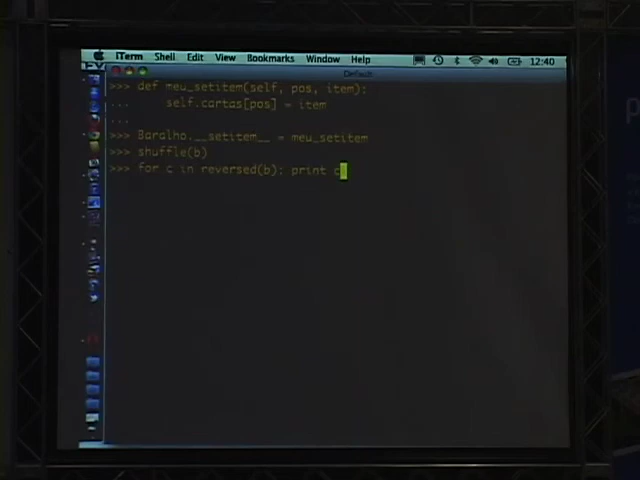 iTerm Shell Edit View Bookmarks Window Help 12:40
Default
>>> def meu_setitem(self, pos, item):
... self.cartas[pos] = item
...
>>> Baralho.__setitem__ = meu_setitem
>>> shuffle(b)
>>> for c in reversed(b): print c